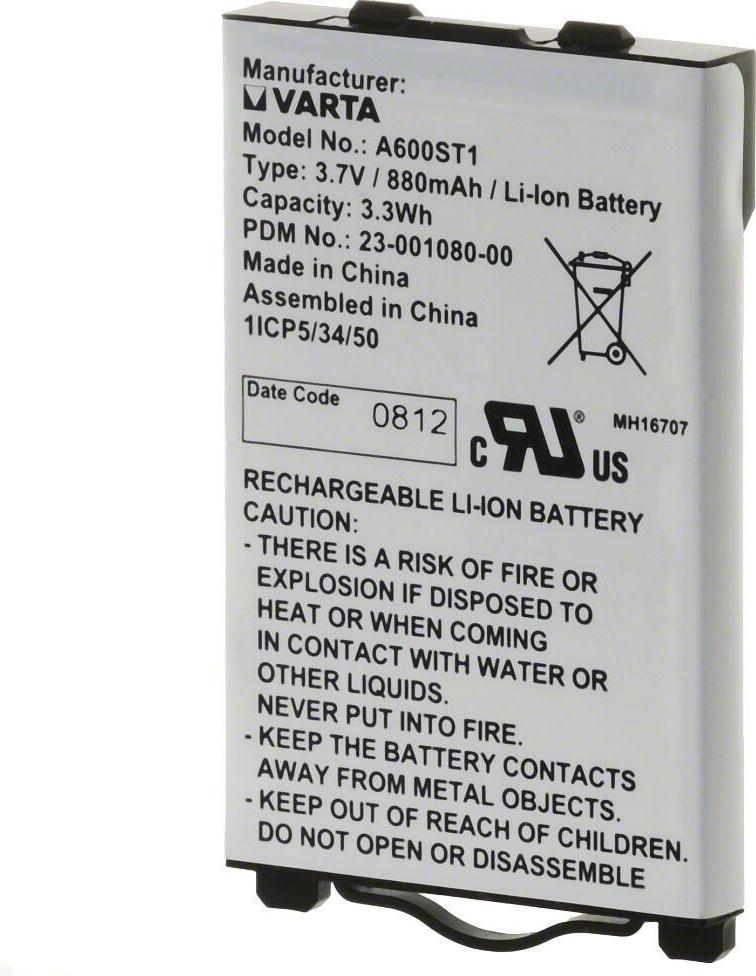 Manufacturer:
VARTA
Model No.: A600ST1
Type: 3.7V / 880mAh / Li-Ion Battery
Capacity: 3.3Wh
PDM No.: 23-001080-00
Made in China
Assembled in China
1ICP5/34/50
Date Code 0812
c RU ® US MH16707
RECHARGEABLE LI-ION BATTERY
CAUTION:
- THERE IS A RISK OF FIRE OR
EXPLOSION IF DISPOSED TO
HEAT OR WHEN COMING
IN CONTACT WITH WATER OR
OTHER LIQUIDS.
NEVER PUT INTO FIRE.
- KEEP THE BATTERY CONTACTS
AWAY FROM METAL OBJECTS.
- KEEP OUT OF REACH OF CHILDREN.
DO NOT OPEN OR DISASSEMBLE